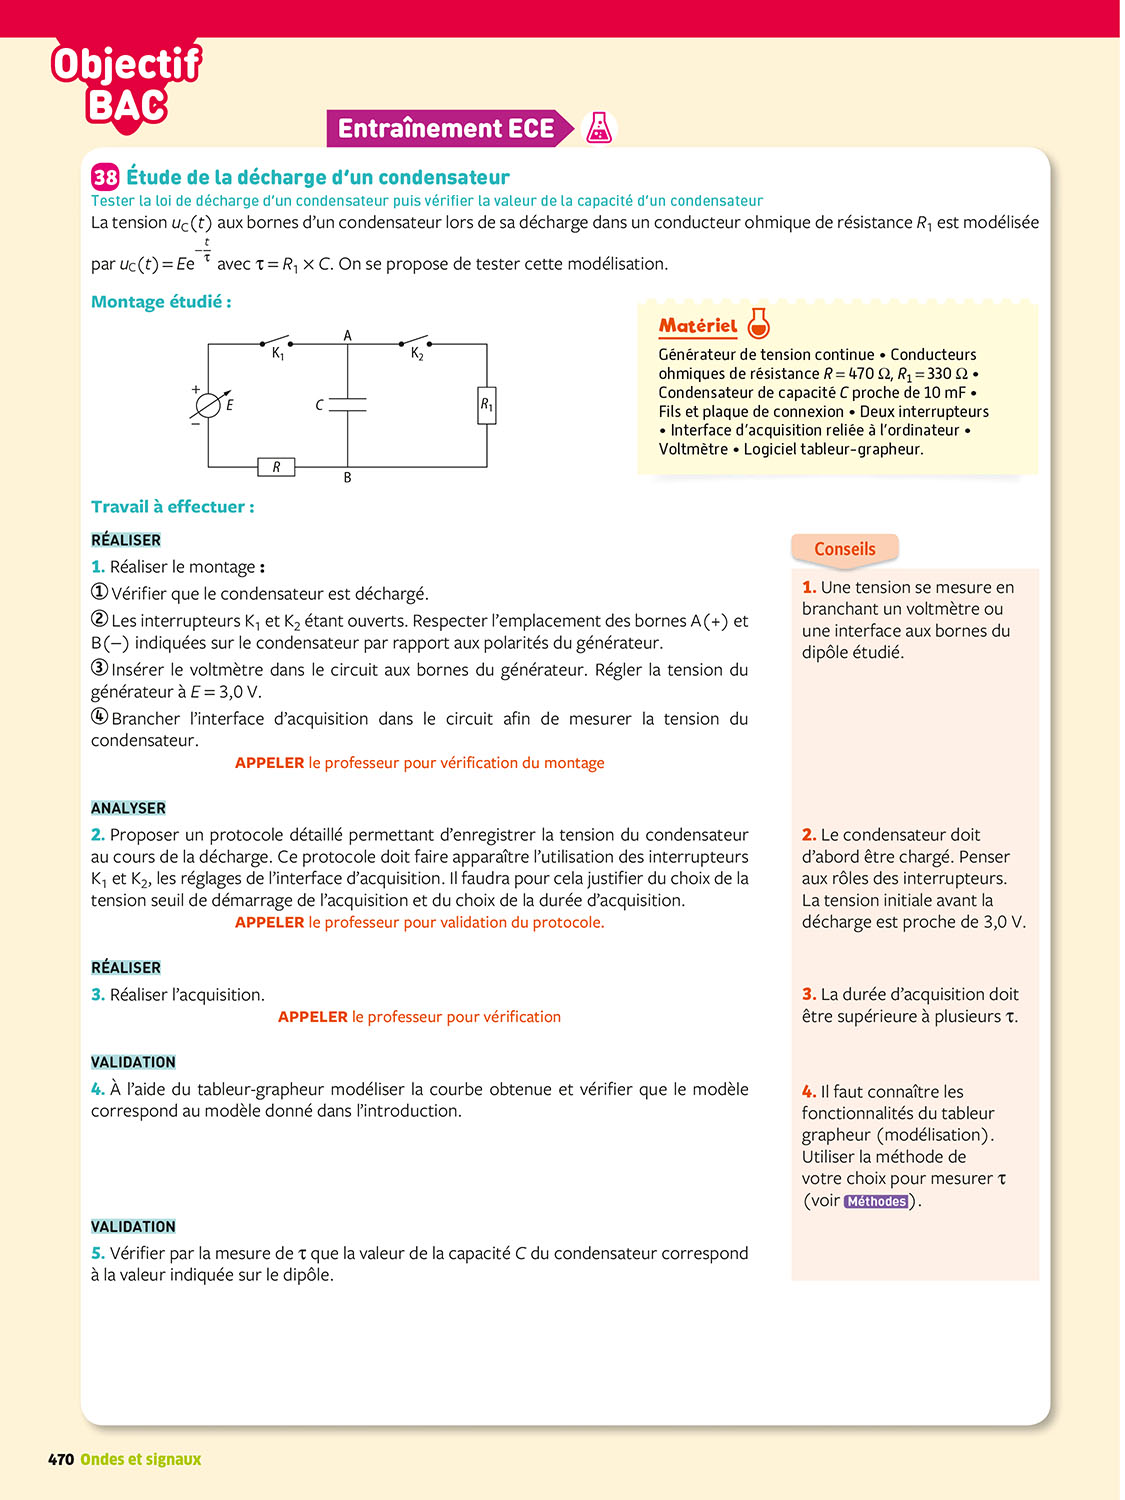 Objectif
BAC
Entraînement ECE
38 Étude de la décharge d'un condensateur
Tester la loi de décharge d'un condensateur puis vérifier la valeur de la capacité d'un condensateur
La tension uC(t) aux bornes d'un condensateur lors de sa décharge dans un conducteur ohmique de résistance R1 est modélisée
par uC(t) = Ee^(-t/τ) avec τ = R1 × C. On se propose de tester cette modélisation.
Montage étudié :
A
K1
K2
+
E
−
C
R1
R
B
Matériel
Générateur de tension continue • Conducteurs
ohmiques de résistance R = 470 Ω, R1 = 330 Ω •
Condensateur de capacité C proche de 10 mF •
Fils et plaque de connexion • Deux interrupteurs
• Interface d'acquisition reliée à l'ordinateur •
Voltmètre • Logiciel tableur-grapheur.
Travail à effectuer :
RÉALISER
1. Réaliser le montage :
① Vérifier que le condensateur est déchargé.
② Les interrupteurs K1 et K2 étant ouverts. Respecter l'emplacement des bornes A(+) et
B(−) indiquées sur le condensateur par rapport aux polarités du générateur.
③ Insérer le voltmètre dans le circuit aux bornes du générateur. Régler la tension du
générateur à E = 3,0 V.
④ Brancher l'interface d'acquisition dans le circuit afin de mesurer la tension du
condensateur.
APPELER le professeur pour vérification du montage
ANALYSER
2. Proposer un protocole détaillé permettant d'enregistrer la tension du condensateur
au cours de la décharge. Ce protocole doit faire apparaître l'utilisation des interrupteurs
K1 et K2, les réglages de l'interface d'acquisition. Il faudra pour cela justifier du choix de la
tension seuil de démarrage de l'acquisition et du choix de la durée d'acquisition.
APPELER le professeur pour validation du protocole.
RÉALISER
3. Réaliser l'acquisition.
APPELER le professeur pour vérification
VALIDATION
4. À l'aide du tableur-grapheur modéliser la courbe obtenue et vérifier que le modèle
correspond au modèle donné dans l'introduction.
VALIDATION
5. Vérifier par la mesure de τ que la valeur de la capacité C du condensateur correspond
à la valeur indiquée sur le dipôle.
Conseils
1. Une tension se mesure en
branchant un voltmètre ou
une interface aux bornes du
dipôle étudié.
2. Le condensateur doit
d'abord être chargé. Penser
aux rôles des interrupteurs.
La tension initiale avant la
décharge est proche de 3,0 V.
3. La durée d'acquisition doit
être supérieure à plusieurs τ.
4. Il faut connaître les
fonctionnalités du tableur
grapheur (modélisation).
Utiliser la méthode de
votre choix pour mesurer τ
(voir Méthodes).
470 Ondes et signaux